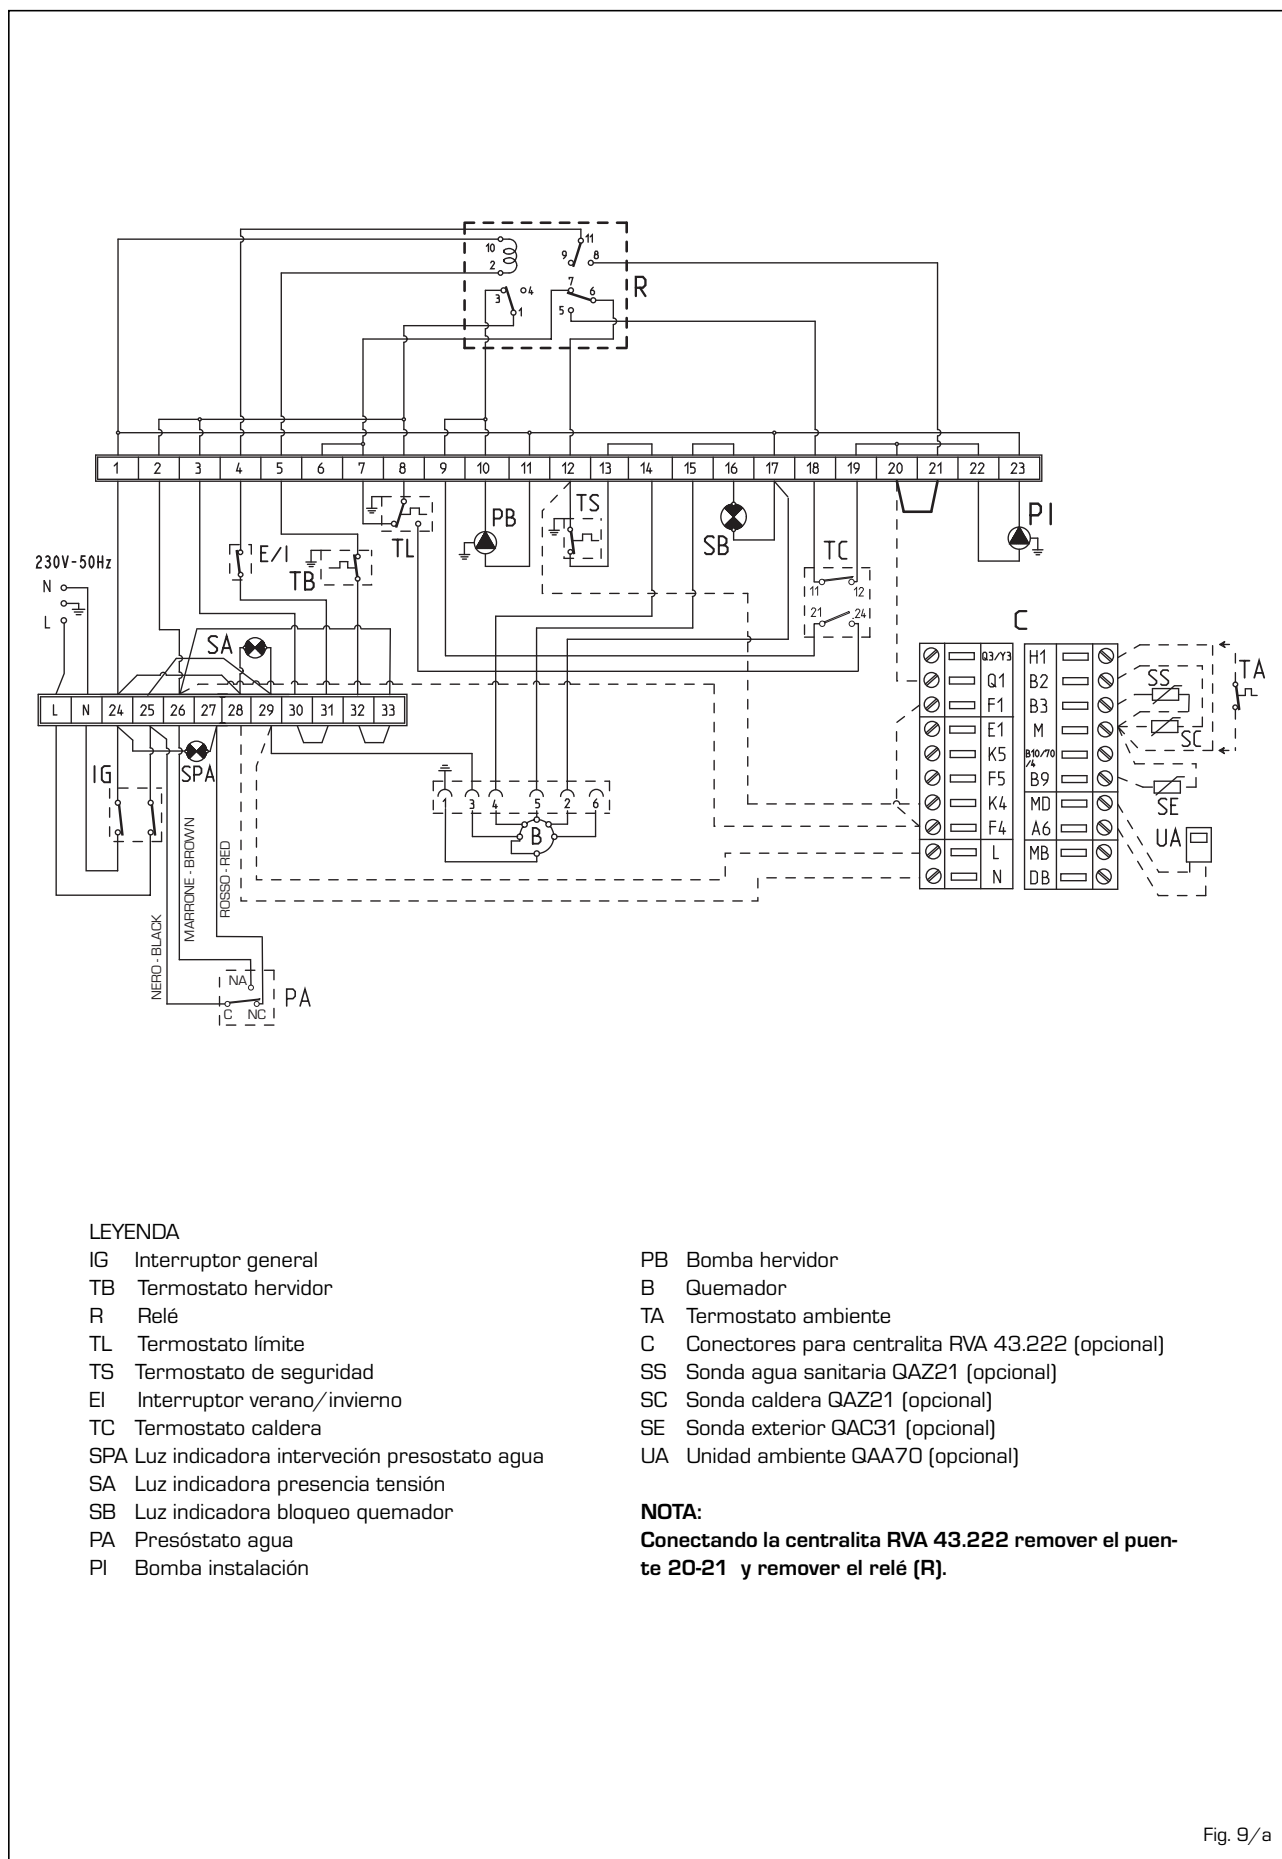 10
11
9
8
2
7
R
3
4
6
1
5
1 2 3 4 5 6 7 8 9 10 11 12 13 14 15 16 17 18 19 20 21 22 23
TS
PB
PI
E/I
TL
SB
TC
230V-50Hz
TB
N
11 12
L
21 24
C
SA
Q3/Y3 H1
TA
Q1 B2
SS
F1 B3
L N 24 25 26 27 28 29 30 31 32 33
E1 M
SC
K5 B10/70
/4
SPA
IG
F5 B9
1 3 4 5 2 6
K4 MD
SE
F4 A6
B
UA
L MB
N DB
NERO - BLACK
MARRONE - BROWN
ROSSO - RED
NA
PA
C NC
LEYENDA
IG Interruptor general
TB Termostato hervidor
R Relé
TL Termostato límite
TS Termostato de seguridad
EI Interruptor verano/invierno
TC Termostato caldera
SPA Luz indicadora interveción presostato agua
SA Luz indicadora presencia tensión
SB Luz indicadora bloqueo quemador
PA Presóstato agua
PI Bomba instalación
PB Bomba hervidor
B Quemador
TA Termostato ambiente
C Conectores para centralita RVA 43.222 (opcional)
SS Sonda agua sanitaria QAZ21 (opcional)
SC Sonda caldera QAZ21 (opcional)
SE Sonda exterior QAC31 (opcional)
UA Unidad ambiente QAA70 (opcional)
NOTA:
Conectando la centralita RVA 43.222 remover el puen-
te 20-21 y remover el relé (R).
Fig. 9/a